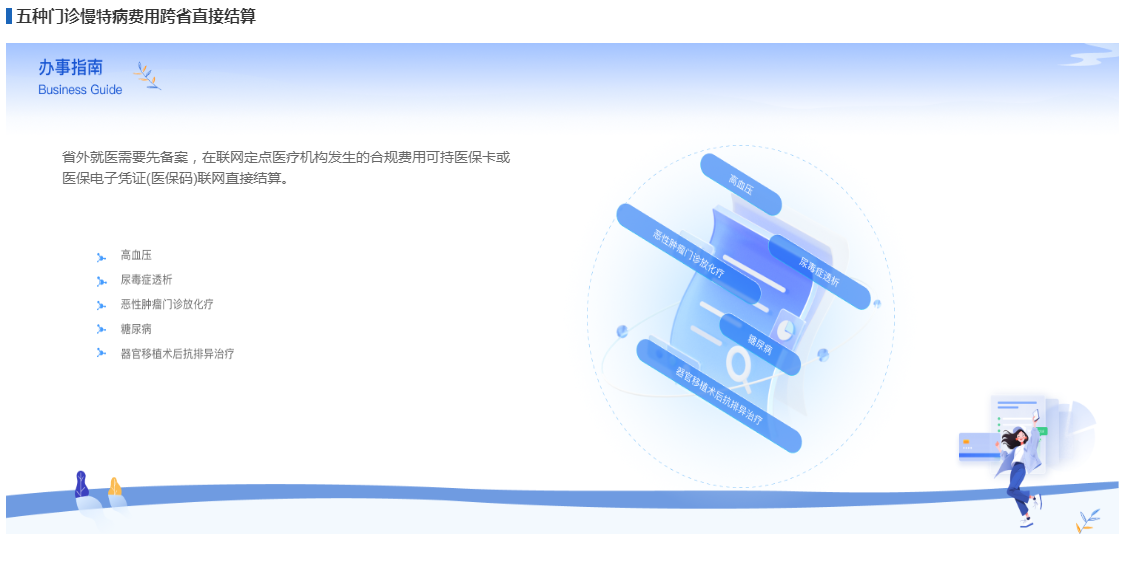 五种门诊慢特病费用跨省直接结算
办事指南
Business Guide
省外就医需要先备案，在联网定点医疗机构发生的合规费用可持医保卡或
医保电子凭证(医保码)联网直接结算。
高血压
尿毒症透析
恶性肿瘤门诊放化疗
糖尿病
器官移植术后抗排异治疗
高血压
恶性肿瘤门诊放化疗
尿毒症透析
糖尿病
器官移植术后抗排异治疗